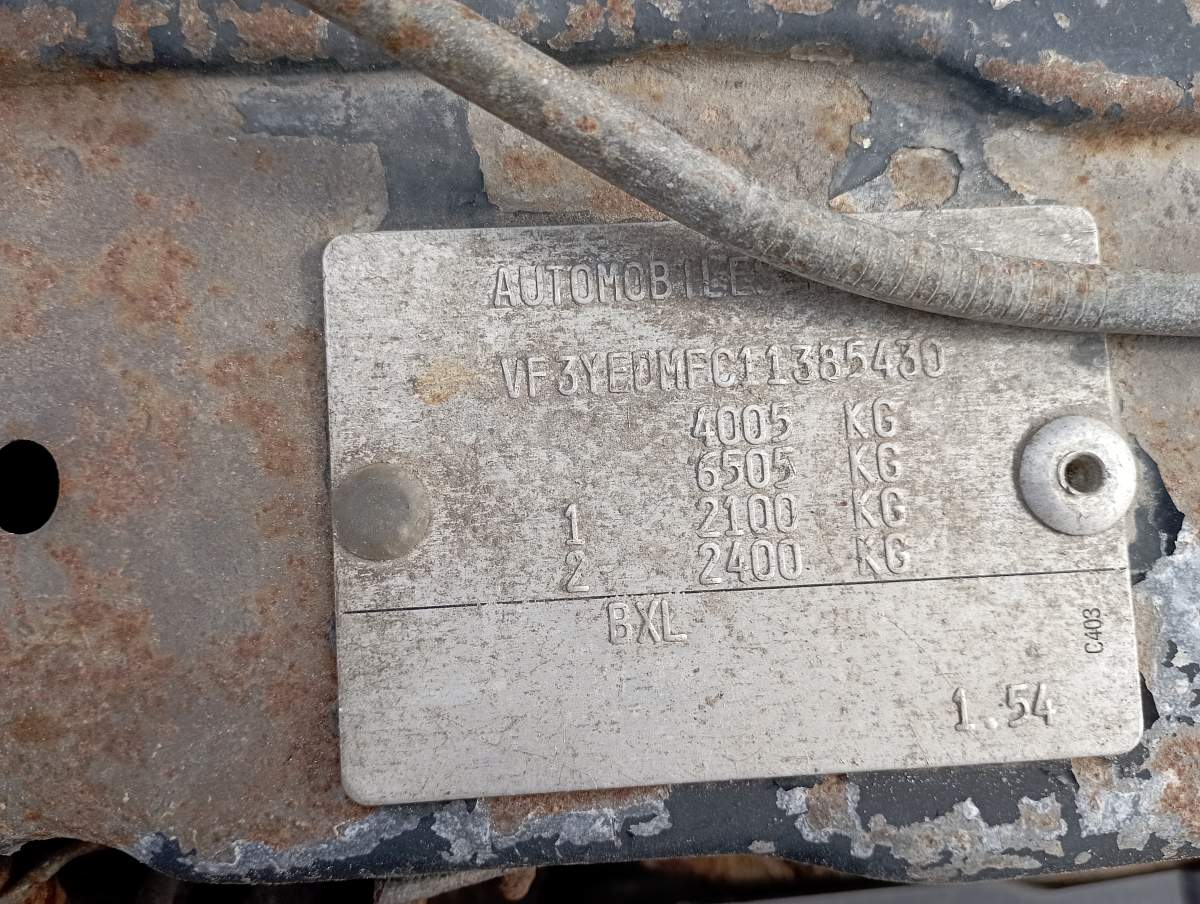 AUTOMOBILES
VF3YEDMFC11385430
4005 KG
6505 KG
1 2100 KG
2 2400 KG
BXL
C403
1.54